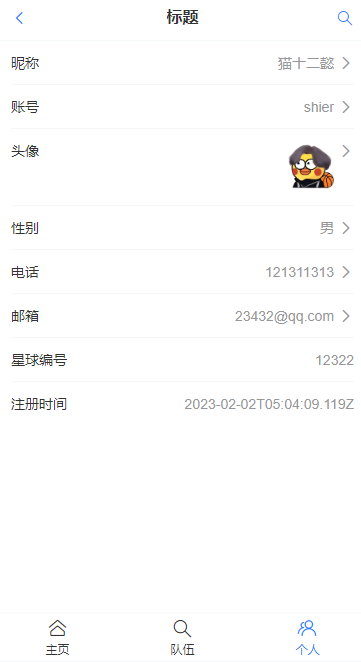 标题
昵称 猫十二懿
账号 shier
头像
性别 男
电话 121311313
邮箱 23432@qq.com
星球编号 12322
注册时间 2023-02-02T05:04:09.119Z
主页 队伍 个人